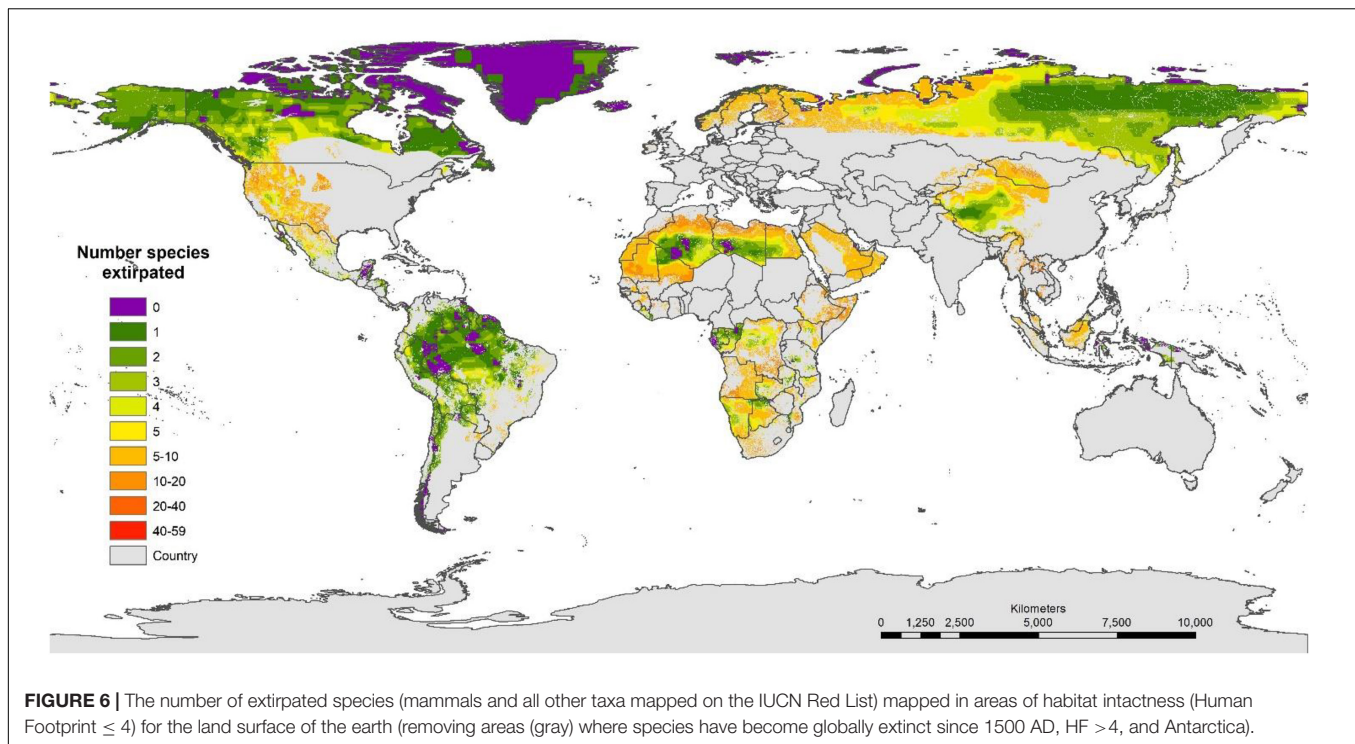 Number species
extirpated
0
1
2
3
4
5
5-10
10-20
20-40
40-59
Country
Kilometers
0 1,250 2,500 5,000 7,500 10,000
FIGURE 6 | The number of extirpated species (mammals and all other taxa mapped on the IUCN Red List) mapped in areas of habitat intactness (Human
Footprint ≤ 4) for the land surface of the earth (removing areas (gray) where species have become globally extinct since 1500 AD, HF >4, and Antarctica).